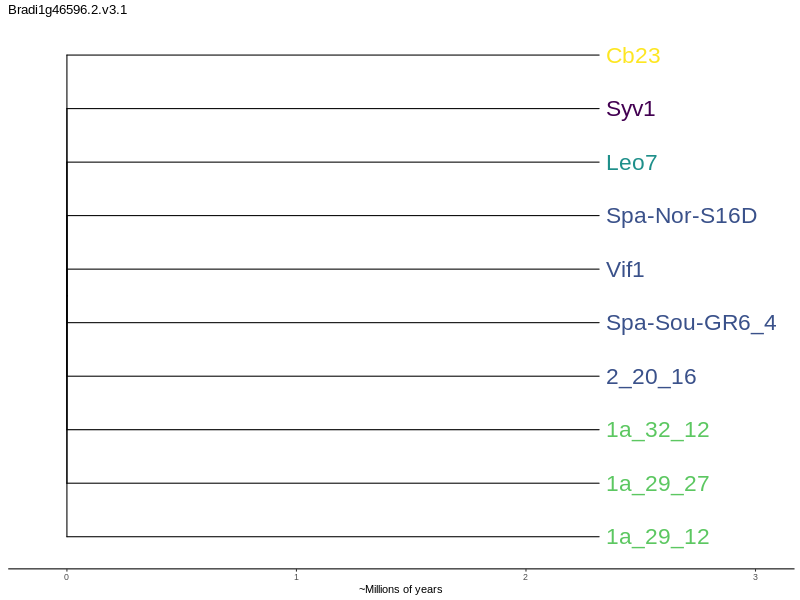 Bradi1g46596.2.v3.1
Cb23
Syv1
Leo7
Spa-Nor-S16D
Vif1
Spa-Sou-GR6_4
2_20_16
1a_32_12
1a_29_27
1a_29_12
0 1 2 3
~Millions of years